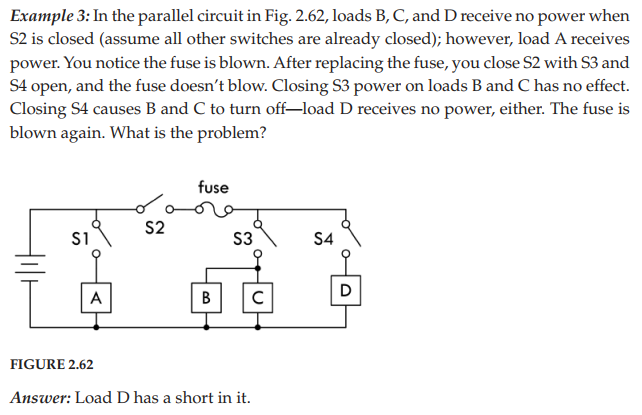 Example 3: In the parallel circuit in Fig. 2.62, loads B, C, and D receive no power when
S2 is closed (assume all other switches are already closed); however, load A receives
power. You notice the fuse is blown. After replacing the fuse, you close S2 with S3 and
S4 open, and the fuse doesn’t blow. Closing S3 power on loads B and C has no effect.
Closing S4 causes B and C to turn off—load D receives no power, either. The fuse is
blown again. What is the problem?
fuse
S2
S1
S3
S4
A
B
C
D
FIGURE 2.62
Answer: Load D has a short in it.